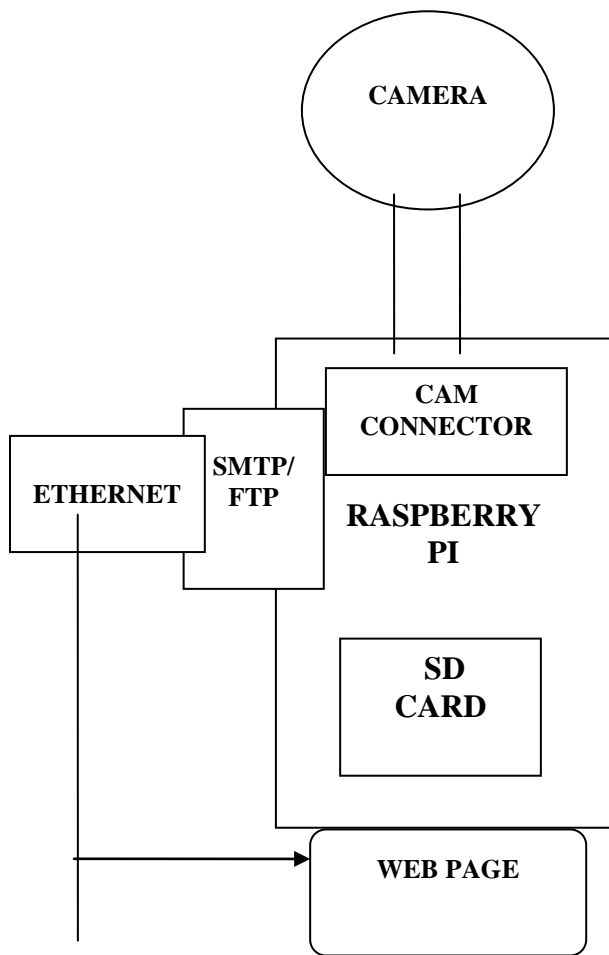 CAMERA
CAM
CONNECTOR
SMTP/
FTP
ETHERNET
RASPBERRY
PI
SD
CARD
WEB PAGE